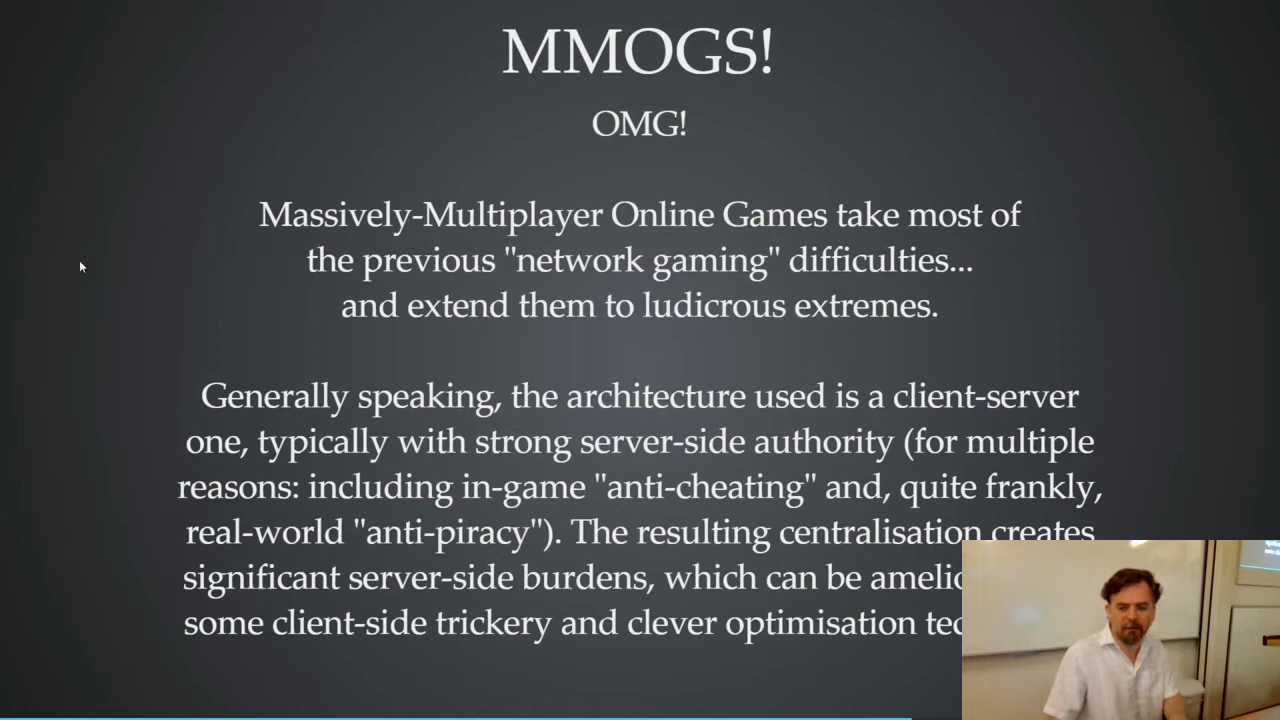 MMOGS!
OMG!
Massively-Multiplayer Online Games take most of
the previous "network gaming" difficulties...
and extend them to ludicrous extremes.
Generally speaking, the architecture used is a client-server
one, typically with strong server-side authority (for multiple
reasons: including in-game "anti-cheating" and, quite frankly,
real-world "anti-piracy"). The resulting centralisation creates
significant server-side burdens, which can be
some client-side trickery and clever optimisation